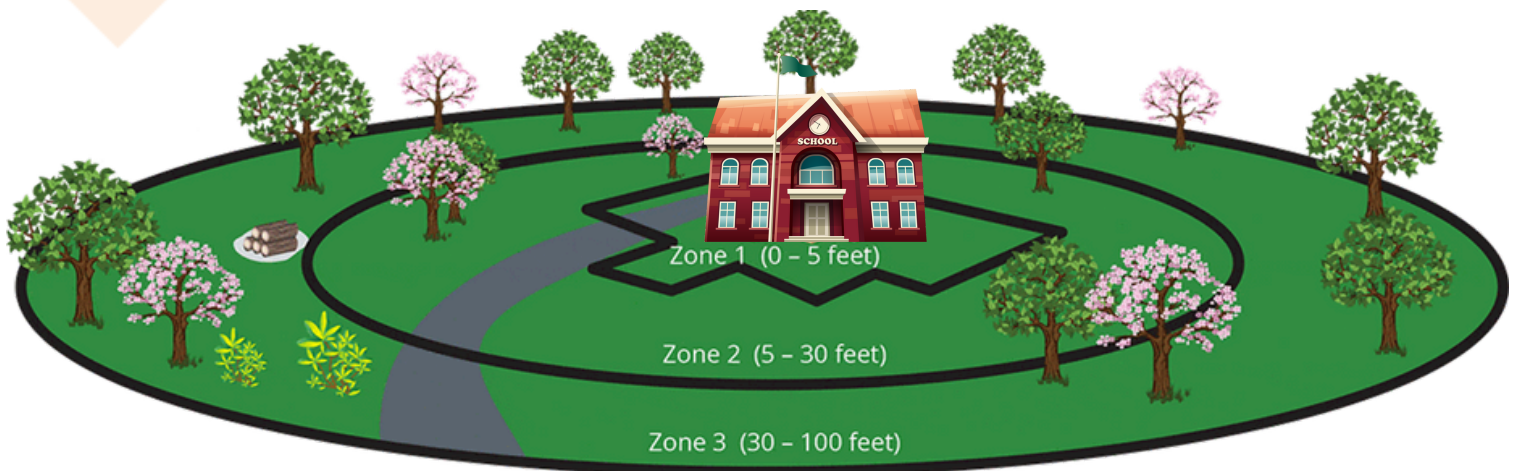 SCHOOL
Zone 1 (0 – 5 feet)
Zone 2 (5 – 30 feet)
Zone 3 (30 – 100 feet)